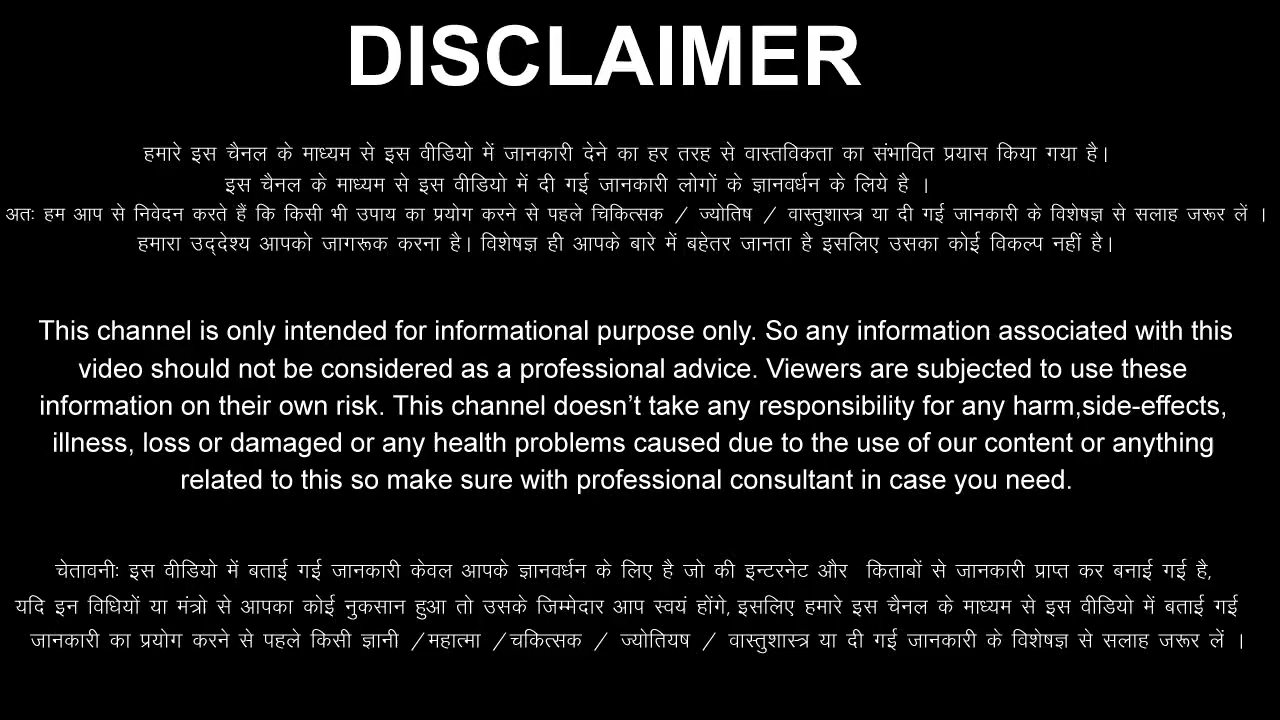 DISCLAIMER
हमारे इस चैनल के माध्यम से इस वीडियो में जानकारी देने का हर तरह से वास्तविकता का संभावित प्रयास किया गया है।
इस चैनल के माध्यम से इस वीडियो में दी गई जानकारी लोगों के ज्ञानवर्धन के लिये है ।
अतः हम आप से निवेदन करते हैं कि किसी भी उपाय का प्रयोग करने से पहले चिकित्सक / ज्योतिष / वास्तुशास्त्र या दी गई जानकारी के विशेषज्ञ से सलाह जरूर लें ।
हमारा उद्देश्य आपको जागरूक करना है। विशेषज्ञ ही आपके बारे में बहेतर जानता है इसलिए उसका कोई विकल्प नहीं है।
This channel is only intended for informational purpose only. So any information associated with this
video should not be considered as a professional advice. Viewers are subjected to use these
information on their own risk. This channel doesn’t take any responsibility for any harm,side-effects,
illness, loss or damaged or any health problems caused due to the use of our content or anything
related to this so make sure with professional consultant in case you need.
चेतावनीः इस वीडियो में बताई गई जानकारी केवल आपके ज्ञानवर्धन के लिए है जो की इन्टरनेट और किताबों से जानकारी प्राप्त कर बनाई गई है,
यदि इन विधियों या मंत्रो से आपका कोई नुकसान हुआ तो उसके जिम्मेदार आप स्वयं होंगे, इसलिए हमारे इस चैनल के माध्यम से इस वीडियो में बताई गई
जानकारी का प्रयोग करने से पहले किसी ज्ञानी /महात्मा /चकित्सक / ज्योतियष / वास्तुशास्त्र या दी गई जानकारी के विशेषज्ञ से सलाह जरूर लें ।